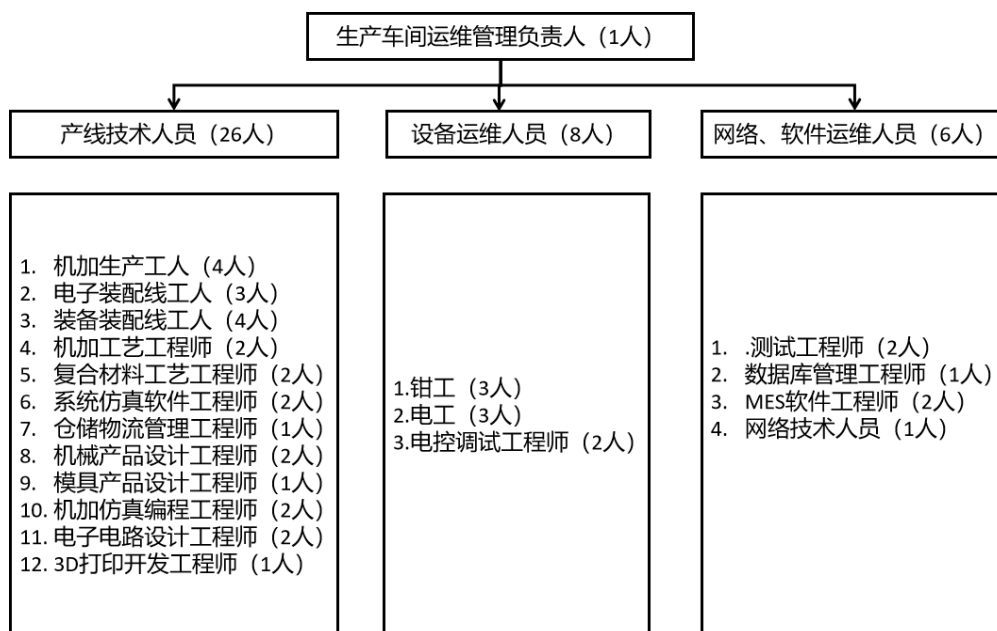 生产车间运维管理负责人（1人）
产线技术人员（26人）
设备运维人员（8人）
网络、软件运维人员（6人）
1. 机加生产工人（4人）
2. 电子装配线工人（3人）
3. 装备装配线工人（4人）
4. 机加工艺工程师（2人）
5. 复合材料工艺工程师（2人）
6. 系统仿真软件工程师（2人）
7. 仓储物流管理工程师（1人）
8. 机械产品设计工程师（2人）
9. 模具产品设计工程师（1人）
10. 机加仿真编程工程师（2人）
11. 电子电路设计工程师（2人）
12. 3D打印开发工程师（1人）
1.钳工（3人）
2.电工（3人）
3.电控调试工程师（2人）
1. .测试工程师（2人）
2. 数据库管理工程师（1人）
3. MES软件工程师（2人）
4. 网络技术人员（1人）